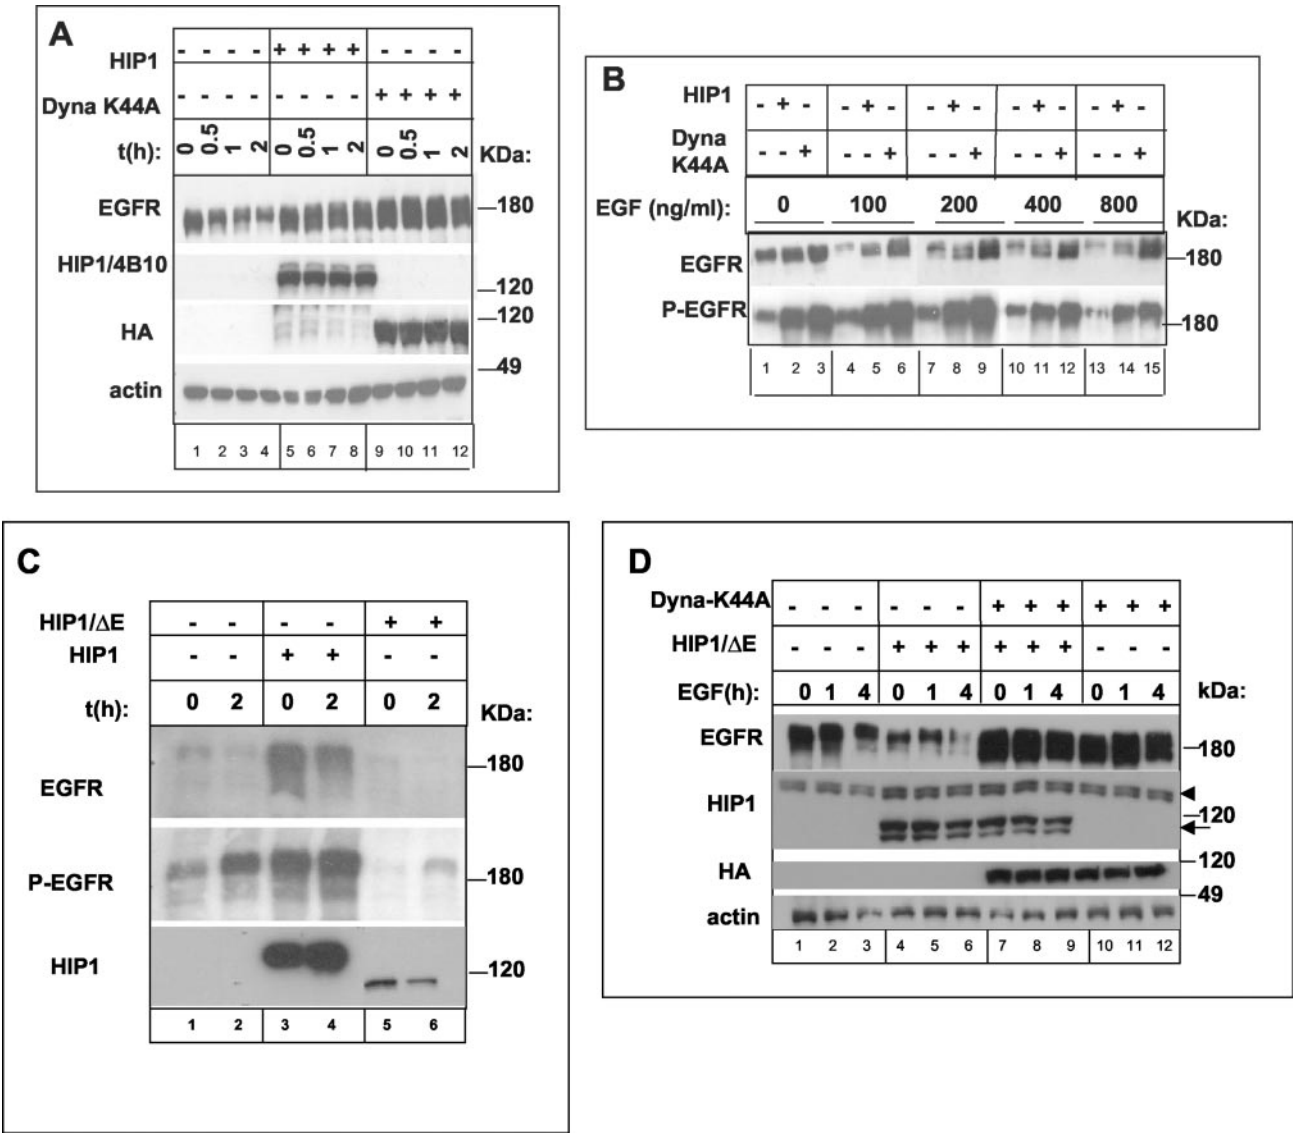 A
HIP1 - - - - + + + + - - - -
Dyna K44A - - - - - - - - + + + +
t(h): 0 0.5 1 2 0 0.5 1 2 0 0.5 1 2 KDa:
EGFR 180
HIP1/4B10 120
HA 120
49
actin
1 2 3 4 5 6 7 8 9 10 11 12
B
HIP1 - + - - + - - + - - + - - + -
Dyna
K44A - - + - - + - - + - - + - - +
EGF (ng/ml): 0 100 200 400 800 KDa:
EGFR 180
P-EGFR 180
1 2 3 4 5 6 7 8 9 10 11 12 13 14 15
C
HIP1/ΔE - - - - + +
HIP1 - - + + - -
t(h): 0 2 0 2 0 2 KDa:
EGFR 180
P-EGFR 180
HIP1 120
1 2 3 4 5 6
D
Dyna-K44A - - - - - - + + + + + +
HIP1/ΔE - - - + + + + + + - - -
EGF(h): 0 1 4 0 1 4 0 1 4 0 1 4 kDa:
EGFR 180
HIP1 120
HA 120
49
actin
1 2 3 4 5 6 7 8 9 10 11 12